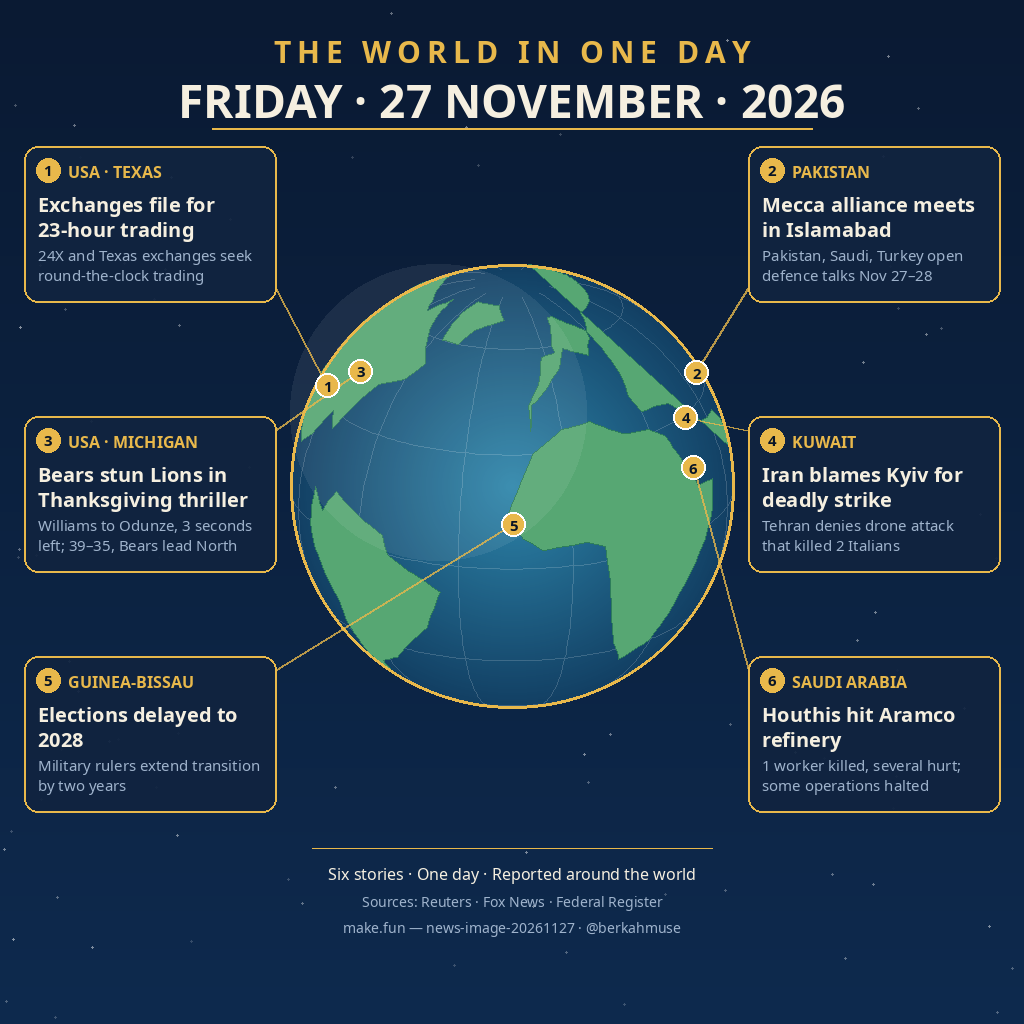 THE WORLD IN ONE DAY
FRIDAY · 27 NOVEMBER · 2026
1 USA · TEXAS
Exchanges file for
23-hour trading
24X and Texas exchanges seek
round-the-clock trading
2 PAKISTAN
Mecca alliance meets
in Islamabad
Pakistan, Saudi, Turkey open
defence talks Nov 27–28
1
3
2
4
6
5
3 USA · MICHIGAN
Bears stun Lions in
Thanksgiving thriller
Williams to Odunze, 3 seconds
left; 39–35, Bears lead North
4 KUWAIT
Iran blames Kyiv for
deadly strike
Tehran denies drone attack
that killed 2 Italians
5 GUINEA-BISSAU
Elections delayed to
2028
Military rulers extend transition
by two years
6 SAUDI ARABIA
Houthis hit Aramco
refinery
1 worker killed, several hurt;
some operations halted
Six stories · One day · Reported around the world
Sources: Reuters · Fox News · Federal Register
make.fun — news-image-20261127 · @berkahmuse